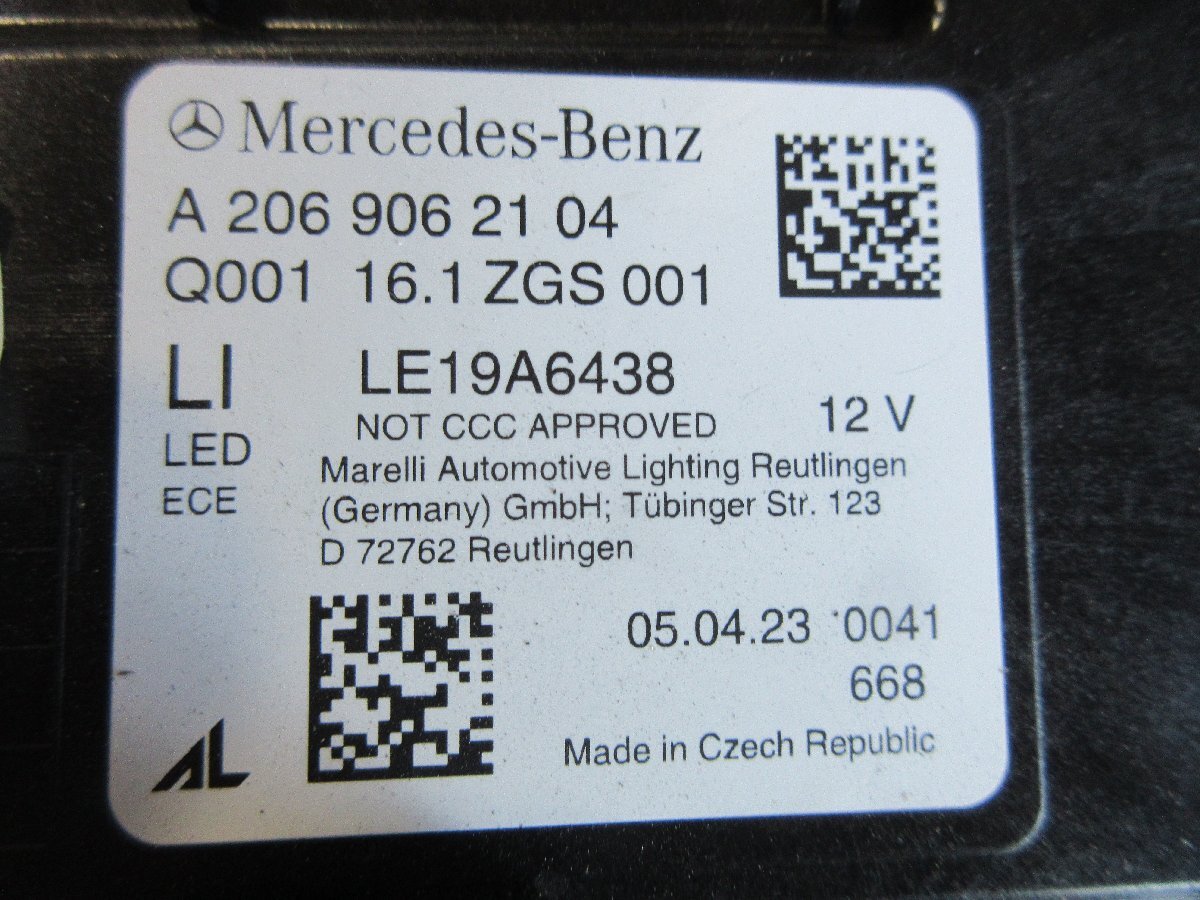 Mercedes-Benz
A 206 906 21 04
Q001 16.1 ZGS 001
LI LE19A6438
NOT CCC APPROVED 12 V
LED
Marelli Automotive Lighting Reutlingen
ECE
(Germany) GmbH; Tübinger Str. 123
D 72762 Reutlingen
05.04.23 0041
668
AL
Made in Czech Republic